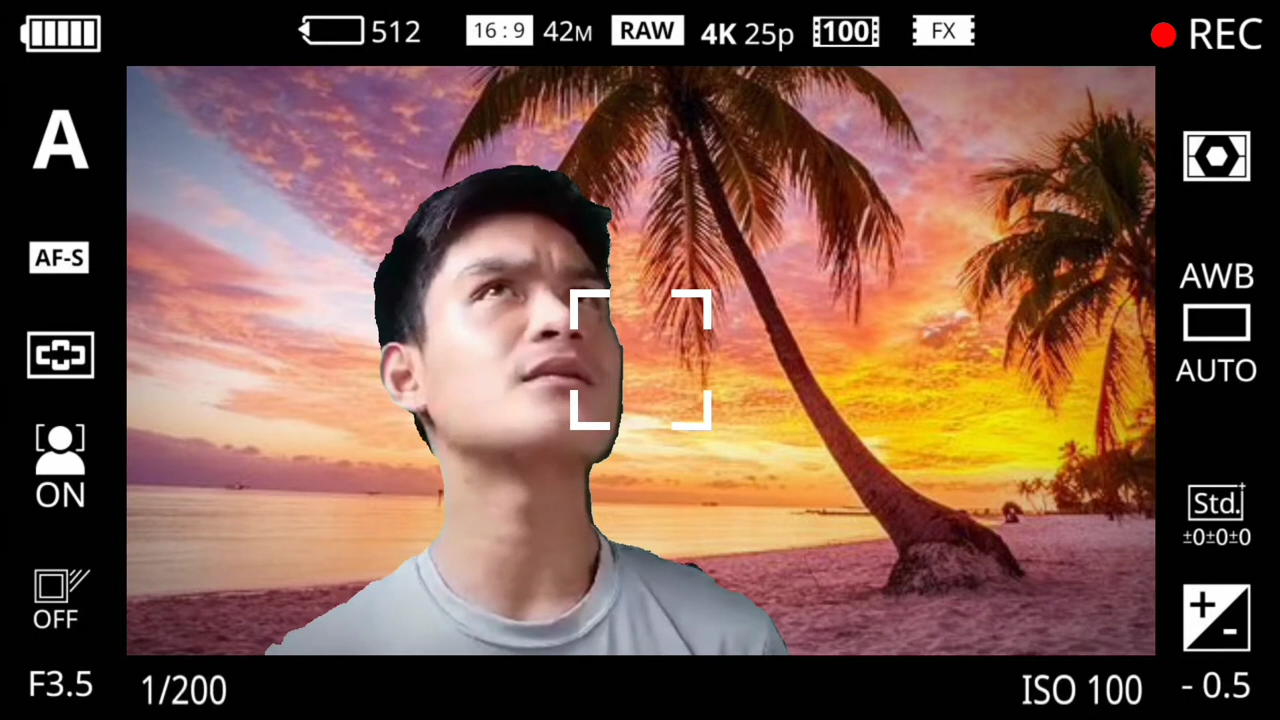 512 16:9 42M RAW 4K 25p 100 FX REC
A
AF-S
AWB
AUTO
ON
Std.
±0±0±0
OFF
F3.5 1/200 ISO 100 - 0.5